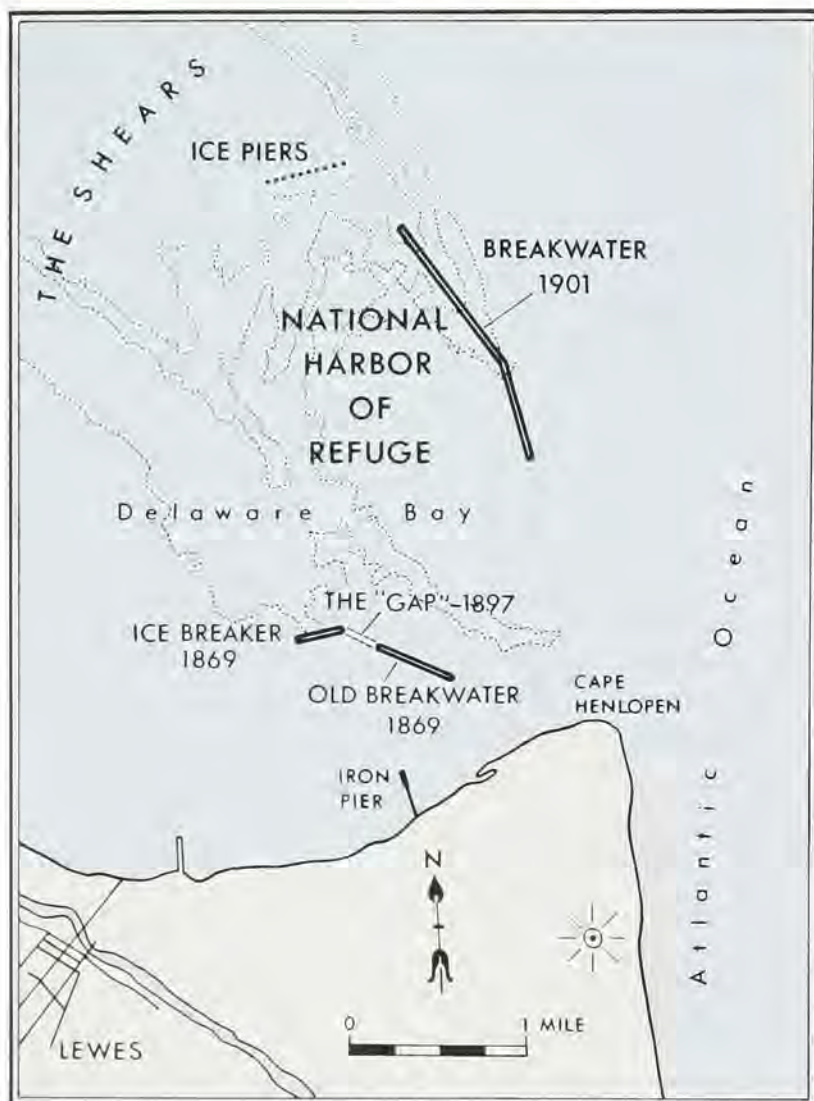 THE SHEARS
ICE PIERS
BREAKWATER
1901
NATIONAL
HARBOR
OF
REFUGE
Delaware Bay
Atlantic Ocean
THE "GAP"–1897
ICE BREAKER
1869
OLD BREAKWATER
1869
CAPE
HENLOPEN
IRON
PIER
N
0 1 MILE
LEWES